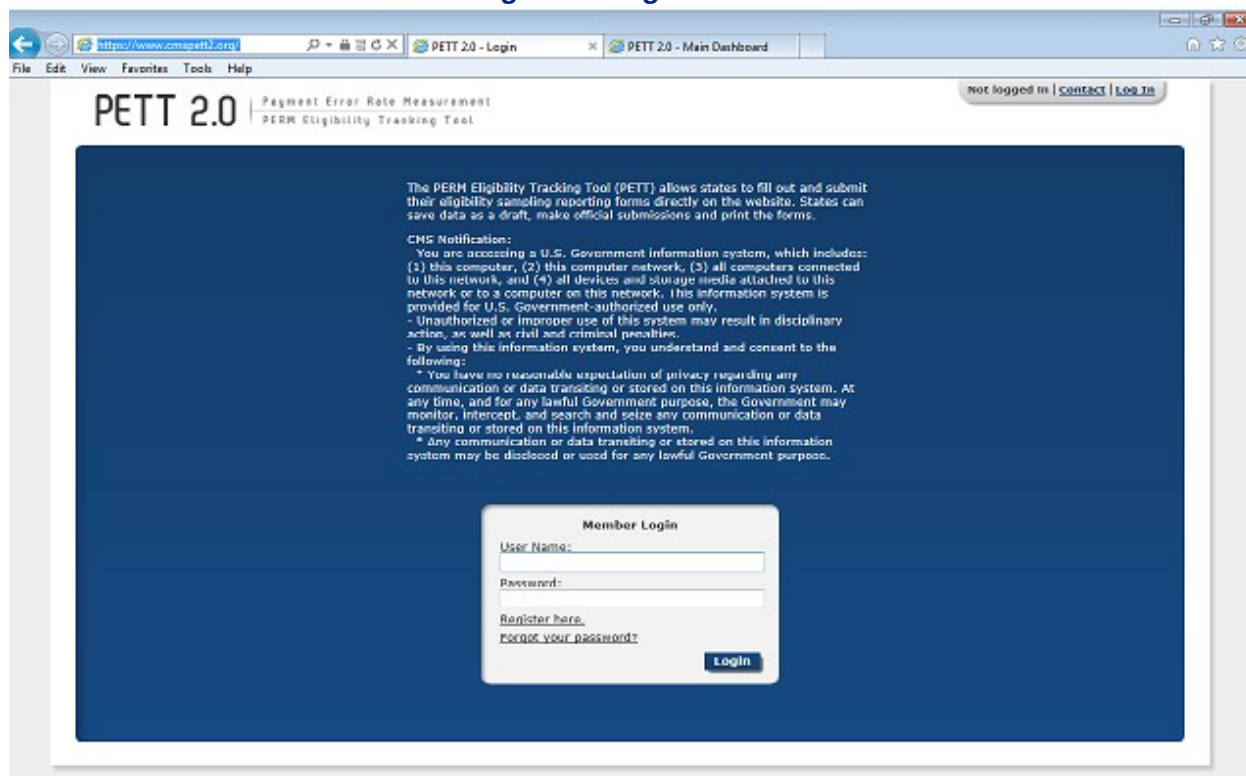 https://www.cmspett2.org/
PETT 2.0 - Login
PETT 2.0 - Main Dashboard
File Edit View Favorites Tools Help
PETT 2.0
Payment Error Rate Measurement
PERM Eligibility Tracking Tool
Not logged in | Contact | Log In
The PERM Eligibility Tracking Tool (PETT) allows states to fill out and submit
their eligibility sampling reporting forms directly on the website. States can
save data as a draft, make official submissions and print the forms.
CMS Notification:
You are accessing a U.S. Government information system, which includes:
(1) this computer, (2) this computer network, (3) all computers connected
to this network, and (4) all devices and storage media attached to this
network or to a computer on this network. This information system is
provided for U.S. Government-authorized use only.
- Unauthorized or improper use of this system may result in disciplinary
action, as well as civil and criminal penalties.
- By using this information system, you understand and consent to the
following:
* You have no reasonable expectation of privacy regarding any
communication or data transiting or stored on this information system. At
any time, and for any lawful Government purpose, the Government may
monitor, intercept, and search and seize any communication or data
transiting or stored on this information system.
* Any communication or data transiting or stored on this information
system may be disclosed or used for any lawful Government purpose.
Member Login
User Name:
Password:
Register here.
Forgot your password?
Login